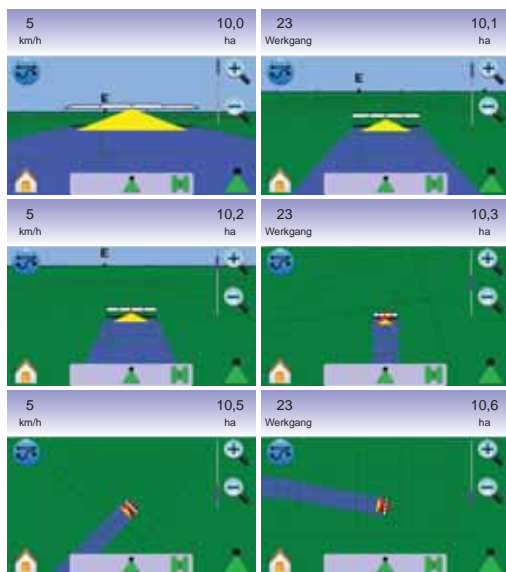 5 10,0
km/h ha
E
23 10,1
Werkgang ha
E
5 10,2
km/h ha
E
23 10,3
Werkgang ha
5 10,5
km/h ha
23 10,6
Werkgang ha